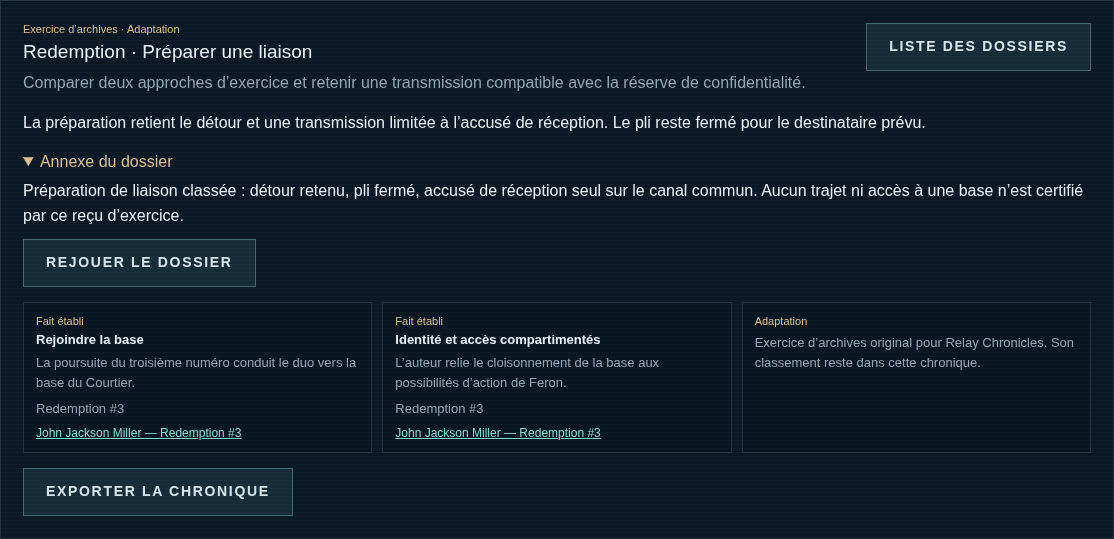 Exercice d’archives · Adaptation
Redemption · Préparer une liaison
LISTE DES DOSSIERS
Comparer deux approches d’exercice et retenir une transmission compatible avec la réserve de confidentialité.
La préparation retient le détour et une transmission limitée à l’accusé de réception. Le pli reste fermé pour le destinataire prévu.
▼ Annexe du dossier
Préparation de liaison classée : détour retenu, pli fermé, accusé de réception seul sur le canal commun. Aucun trajet ni accès à une base n’est certifié
par ce reçu d’exercice.
REJOUER LE DOSSIER
Fait établi
Rejoindre la base
La poursuite du troisième numéro conduit le duo vers la
base du Courtier.
Redemption #3
John Jackson Miller — Redemption #3
Fait établi
Identité et accès compartimentés
L’auteur relie le cloisonnement de la base aux
possibilités d’action de Feron.
Redemption #3
John Jackson Miller — Redemption #3
Adaptation
Exercice d’archives original pour Relay Chronicles. Son
classement reste dans cette chronique.
EXPORTER LA CHRONIQUE